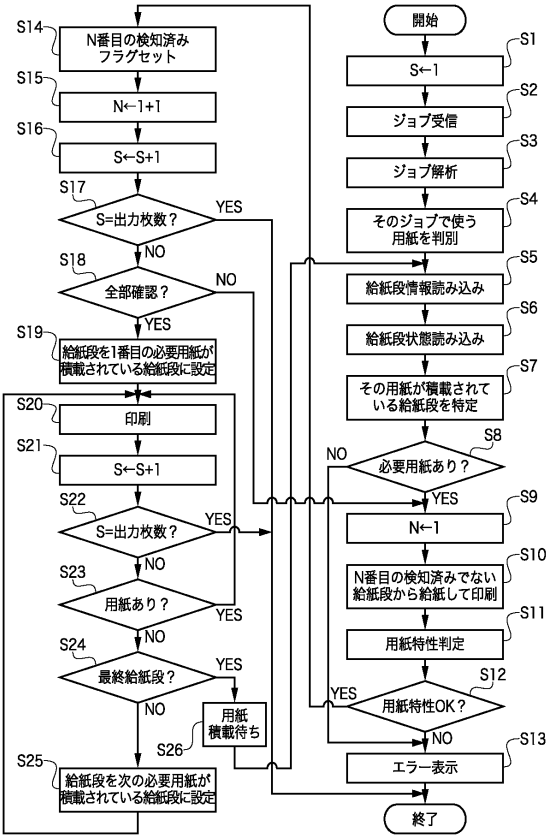 開始
S1
S←1
S2
ジョブ受信
S3
ジョブ解析
S4
そのジョブで使う
用紙を判別
S5
給紙段情報読み込み
S6
給紙段状態読み込み
S7
その用紙が積載されて
いる給紙段を特定
S8
必要用紙あり？
NO
YES
S9
N←1
S10
N番目の検知済みでない
給紙段から給紙して印刷
S11
用紙特性判定
S12
用紙特性OK？
YES
NO
S13
エラー表示
終了
S14
N番目の検知済み
フラグセット
S15
N←1+1
S16
S←S+1
S17
S=出力枚数？
YES
NO
S18
全部確認？
NO
YES
S19
給紙段を1番目の必要用紙が
積載されている給紙段に設定
S20
印刷
S21
S←S+1
S22
S=出力枚数？
YES
NO
S23
用紙あり？
YES
NO
S24
最終給紙段？
YES
NO
用紙
積載待ち
S26
S25
給紙段を次の必要用紙が
積載されている給紙段に設定